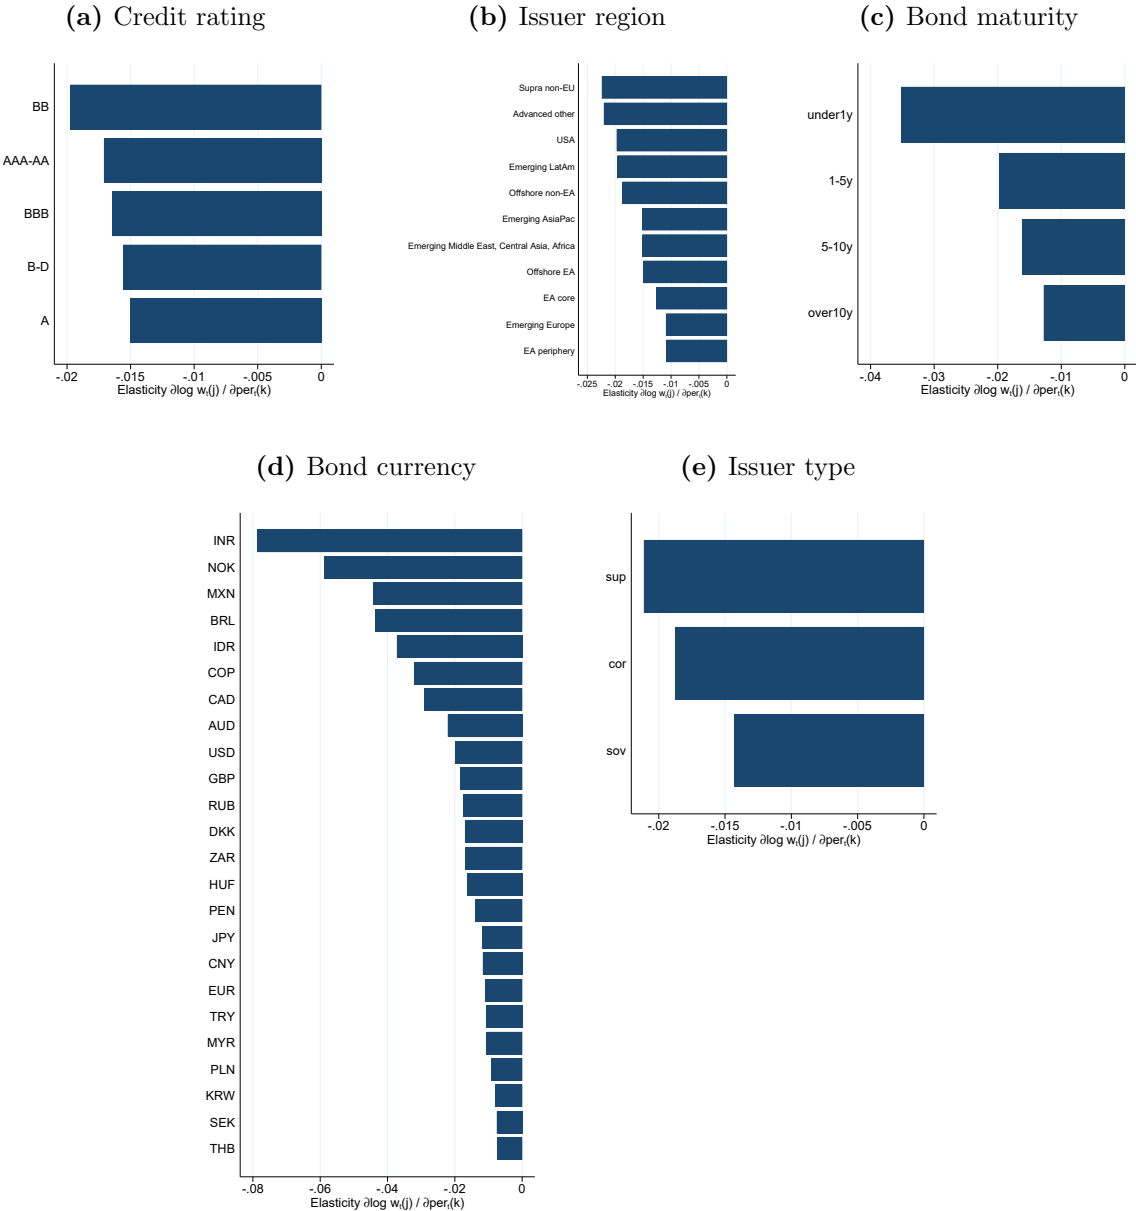 (a) Credit rating
BB
AAA-AA
BBB
B-D
A
-.02 -.015 -.01 -.005 0
Elasticity ∂log wₜ(j) / ∂perₜ(k)
(b) Issuer region
Supra non-EU
Advanced other
USA
Emerging LatAm
Offshore non-EA
Emerging AsiaPac
Emerging Middle East, Central Asia, Africa
Offshore EA
EA core
Emerging Europe
EA periphery
-.025 -.02 -.015 -.01 -.005 0
Elasticity ∂log wₜ(j) / ∂perₜ(k)
(c) Bond maturity
under1y
1-5y
5-10y
over10y
-.04 -.03 -.02 -.01 0
Elasticity ∂log wₜ(j) / ∂perₜ(k)
(d) Bond currency
INR
NOK
MXN
BRL
IDR
COP
CAD
AUD
USD
GBP
RUB
DKK
ZAR
HUF
PEN
JPY
CNY
EUR
TRY
MYR
PLN
KRW
SEK
THB
-.08 -.06 -.04 -.02 0
Elasticity ∂log wₜ(j) / ∂perₜ(k)
(e) Issuer type
sup
cor
sov
-.02 -.015 -.01 -.005 0
Elasticity ∂log wₜ(j) / ∂perₜ(k)